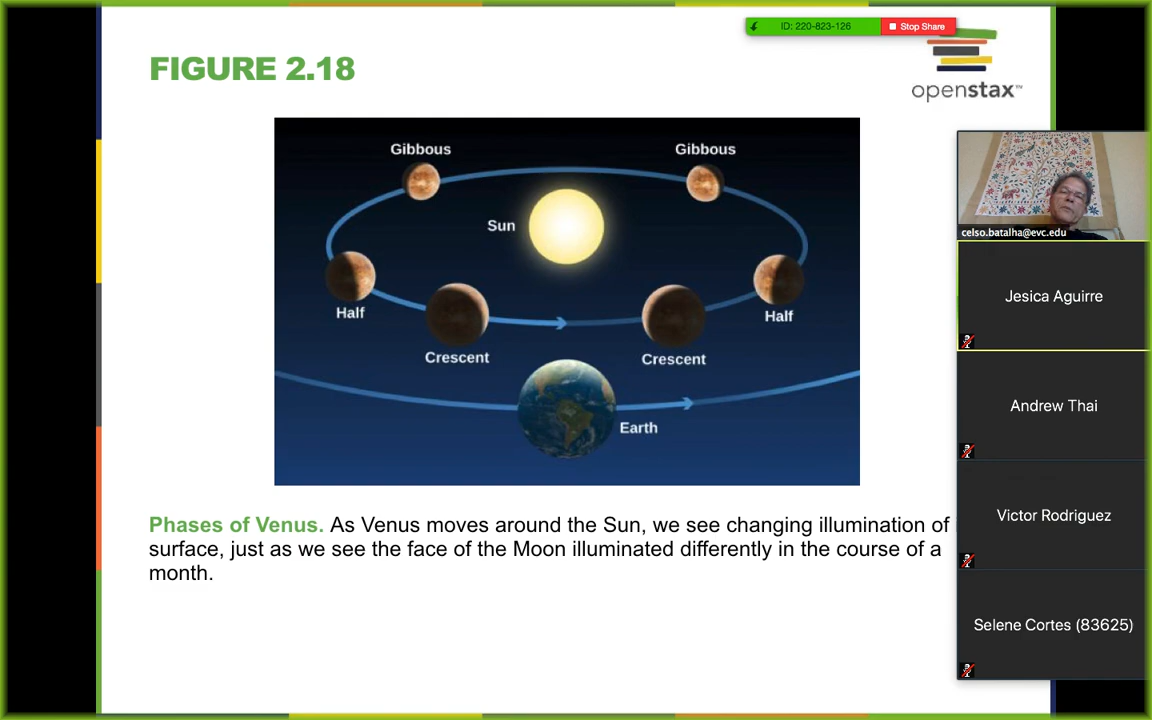 ID: 220-823-126
Stop Share
FIGURE 2.18
openstax™
Gibbous
Gibbous
Sun
Half
Half
Crescent
Crescent
Earth
Phases of Venus. As Venus moves around the Sun, we see changing illumination of
surface, just as we see the face of the Moon illuminated differently in the course of a
month.
celso.batalha@evc.edu
Jesica Aguirre
Andrew Thai
Victor Rodriguez
Selene Cortes (83625)